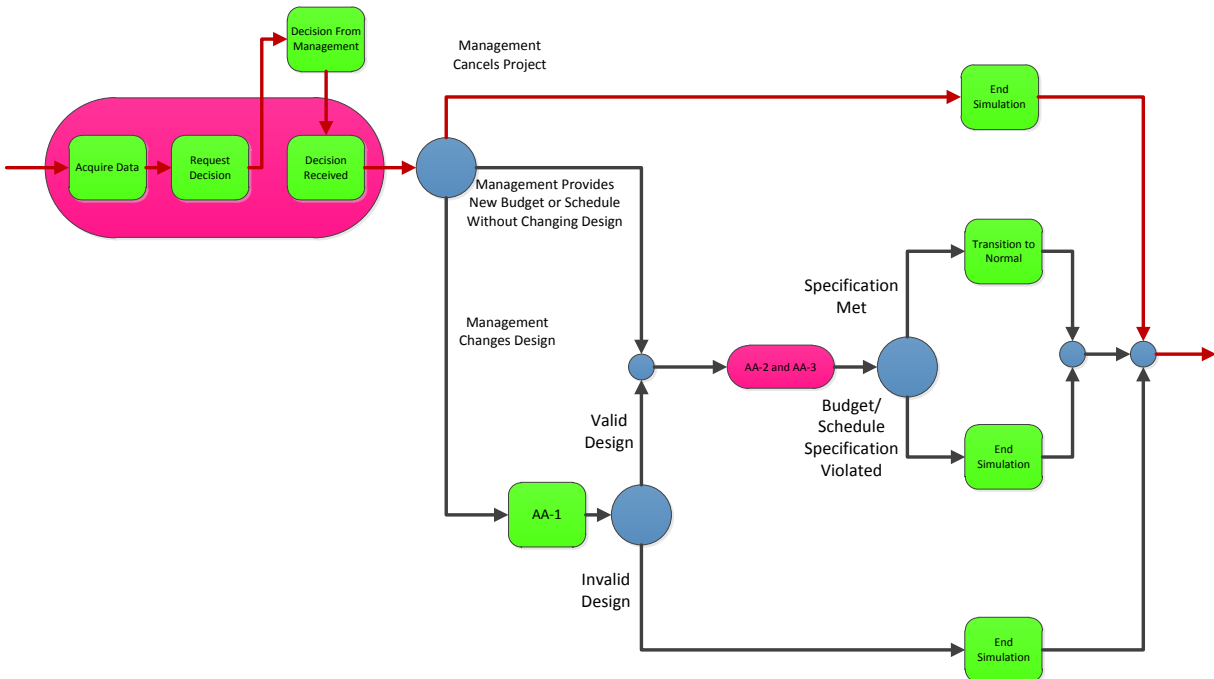 Decision From
Management
Acquire Data
Request
Decision
Decision
Received
Management
Cancels Project
End
Simulation
Management Provides
New Budget or Schedule
Without Changing Design
Management
Changes Design
Transition to
Normal
Specification
Met
AA-2 and AA-3
Budget/
Schedule
Specification
Violated
End
Simulation
Valid
Design
AA-1
Invalid
Design
End
Simulation